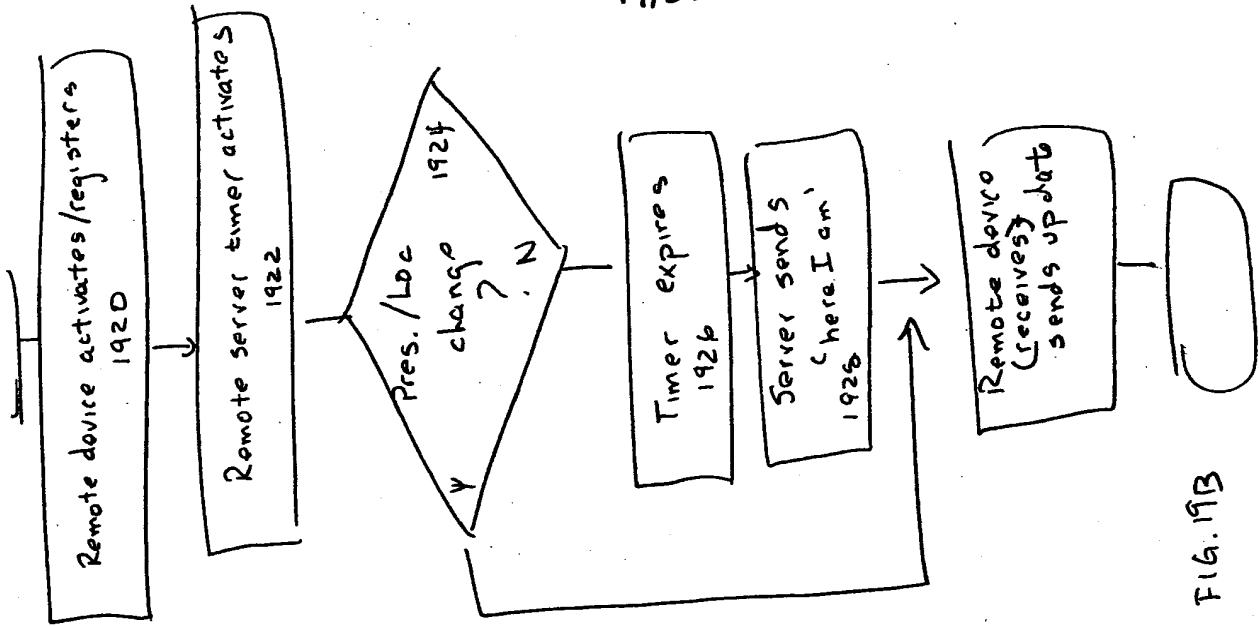 Remote device activates/registers
1920
Remote server timer activates
1922
Pres./Loc
change
?
1924
Y
N
Timer expires
1926
Server sends
'here I am'
1928
Remote device
(receives)
sends update
FIG. 19B